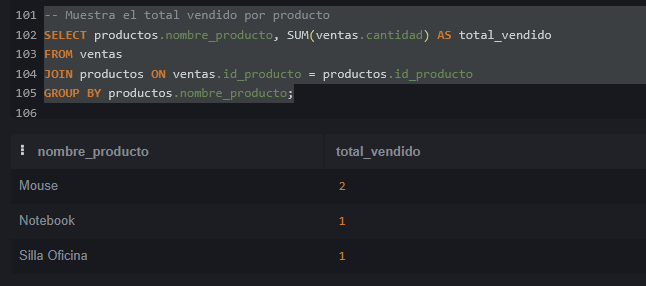 101 -- Muestra el total vendido por producto
102 SELECT productos.nombre_producto, SUM(ventas.cantidad) AS total_vendido
103 FROM ventas
104 JOIN productos ON ventas.id_producto = productos.id_producto
105 GROUP BY productos.nombre_producto;
106
nombre_producto total_vendido
Mouse 2
Notebook 1
Silla Oficina 1